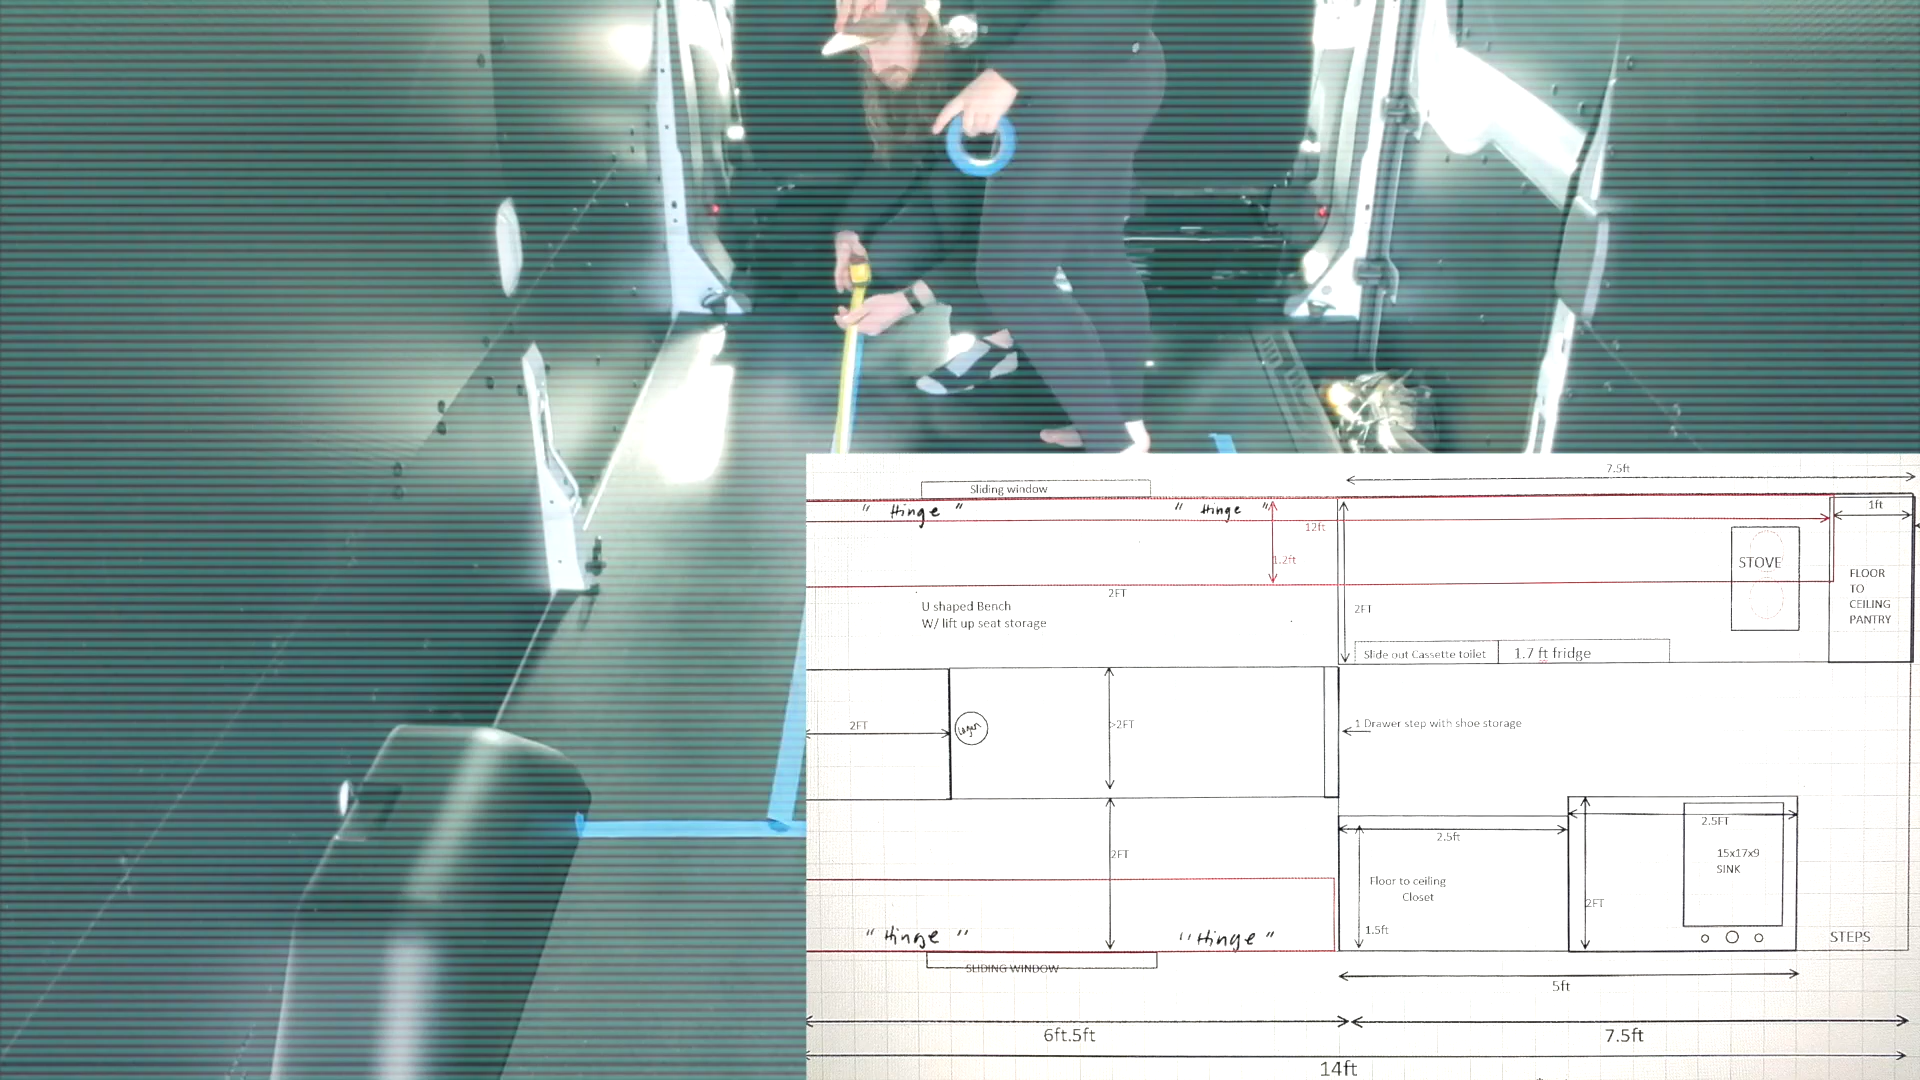 7.5ft
Sliding window
" Hinge "
" Hinge "
12ft
1ft
1.2ft
STOVE
FLOOR
TO
CEILING
PANTRY
2FT
U shaped Bench
W/ lift up seat storage
2FT
Slide out Cassette toilet
1.7 ft fridge
2FT
Lagun
>2FT
1 Drawer step with shoe storage
2.5ft
2.5FT
2FT
15x17x9
SINK
Floor to ceiling
Closet
2FT
1.5ft
" Hinge "
" Hinge "
STEPS
SLIDING WINDOW
5ft
6ft.5ft
7.5ft
14ft